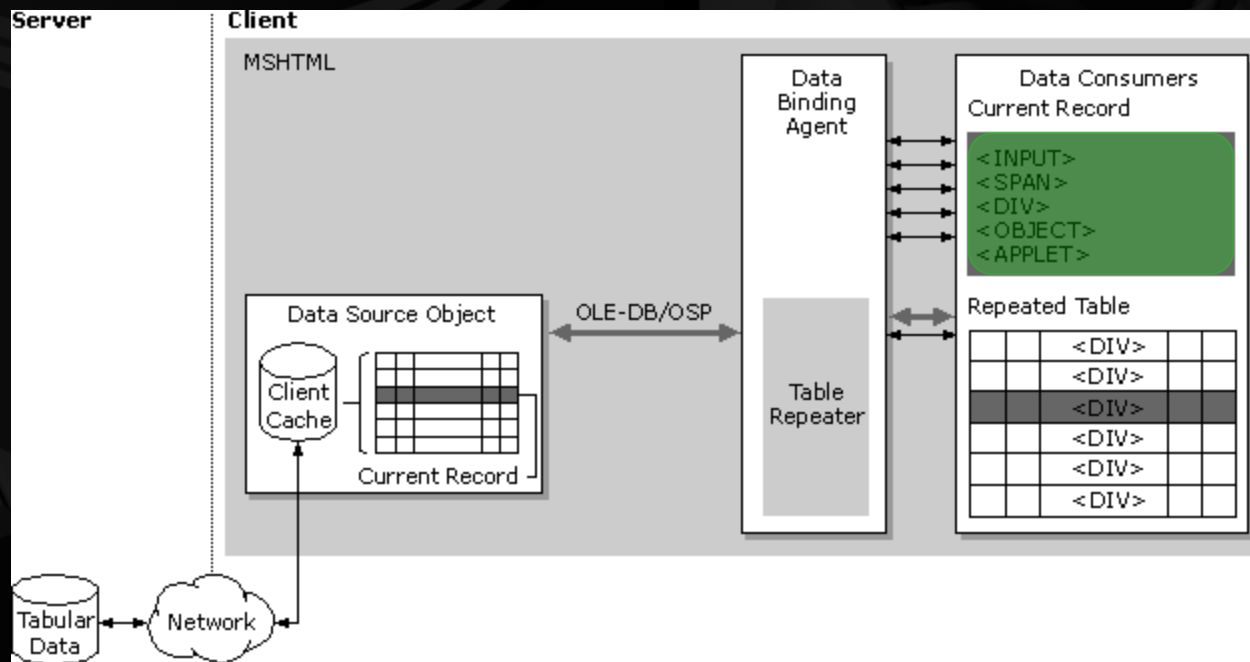 Server
Client
MSHTML
Data
Binding
Agent
Data Consumers
Current Record
<INPUT>
<SPAN>
<DIV>
<OBJECT>
<APPLET>
Data Source Object
OLE-DB/OSP
Repeated Table
<DIV>
<DIV>
<DIV>
<DIV>
<DIV>
<DIV>
Client
Cache
Current Record
Table
Repeater
Tabular
Data
Network